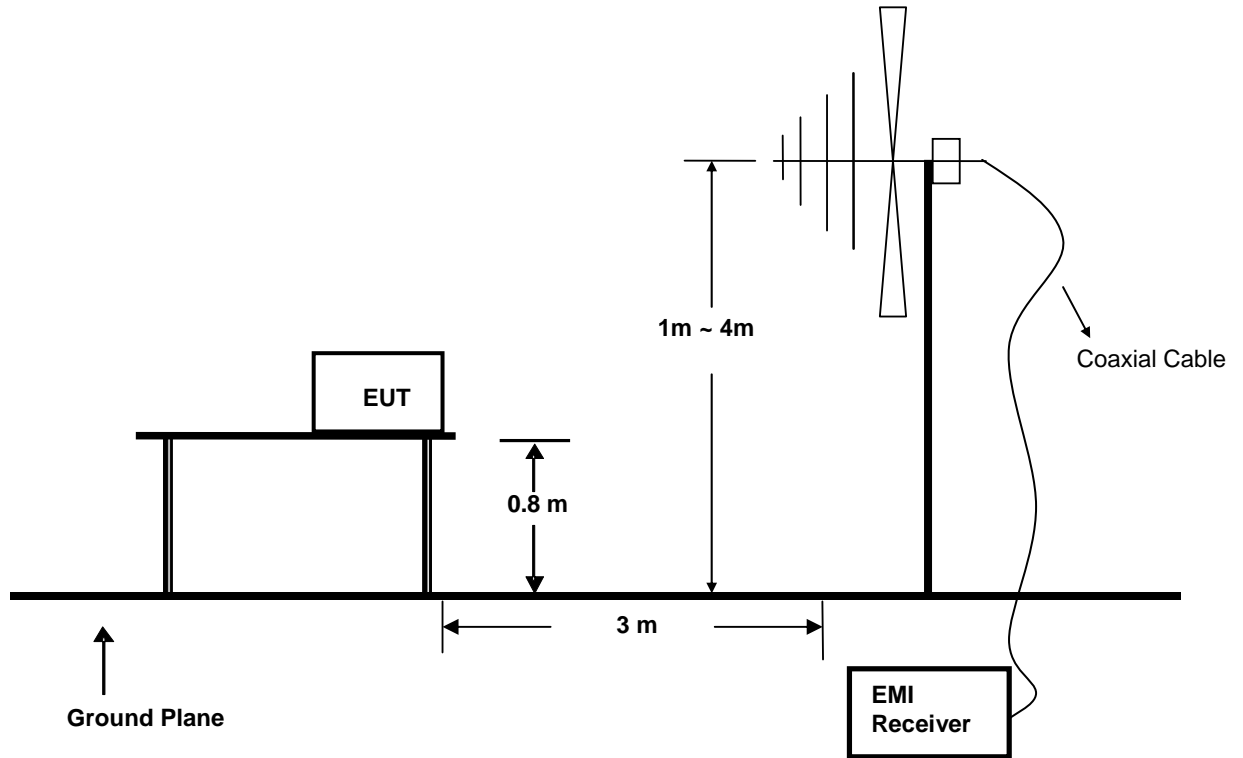 1m ~ 4m
Coaxial Cable
EUT
0.8 m
3 m
Ground Plane
EMI
Receiver